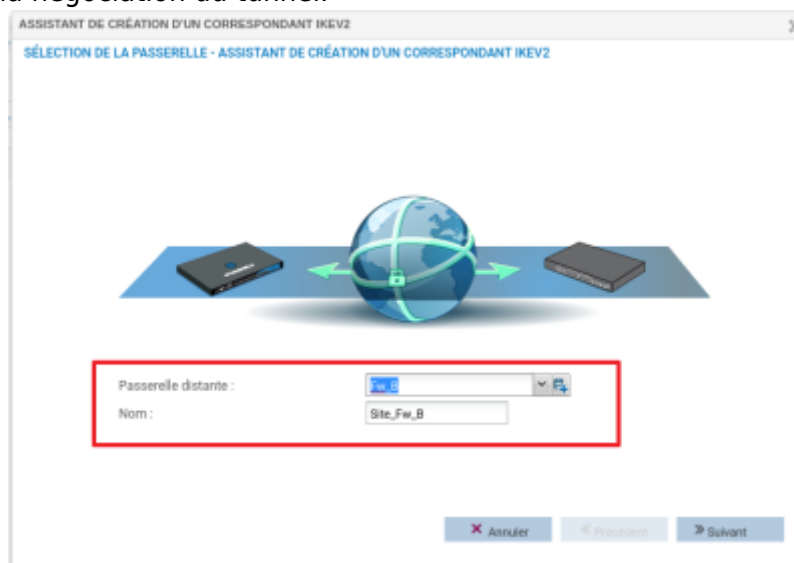 la négociation du tunnel.
ASSISTANT DE CRÉATION D'UN CORRESPONDANT IKEV2
SÉLECTION DE LA PASSERELLE - ASSISTANT DE CRÉATION D'UN CORRESPONDANT IKEV2
Passerelle distante :
Fw_B
Nom :
Site_Fw_B
Annuler
Précédent
Suivant